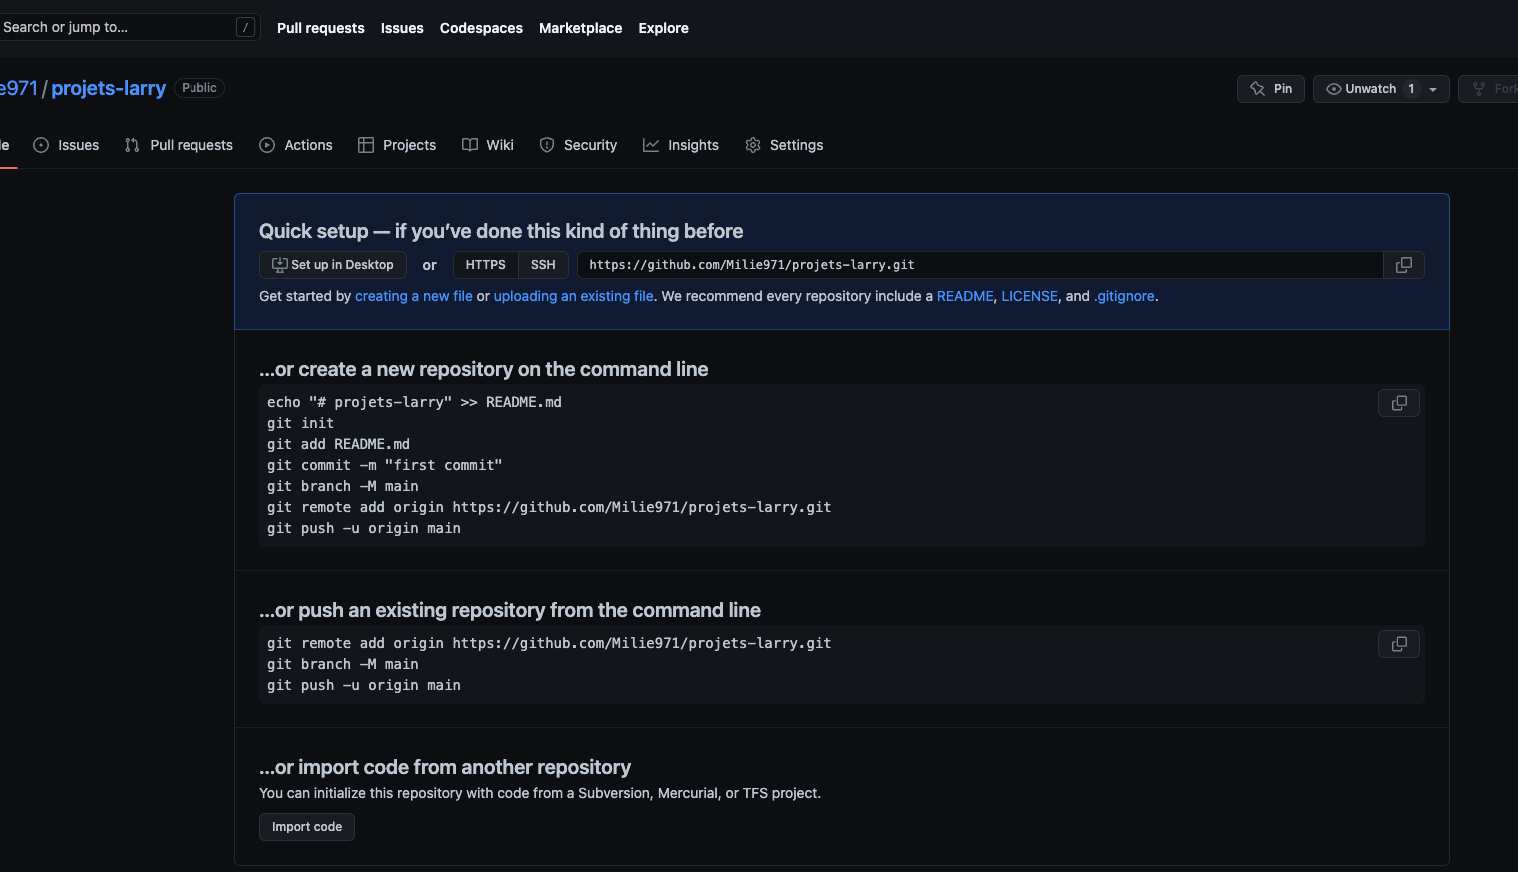 Search or jump to... /
Pull requests
Issues
Codespaces
Marketplace
Explore
e971 / projets-larry Public
Pin
Unwatch 1
Fork
Issues
Pull requests
Actions
Projects
Wiki
Security
Insights
Settings
Quick setup — if you’ve done this kind of thing before
Set up in Desktop or HTTPS SSH https://github.com/Milie971/projets-larry.git
Get started by creating a new file or uploading an existing file. We recommend every repository include a README, LICENSE, and .gitignore.
…or create a new repository on the command line
echo "# projets-larry" >> README.md
git init
git add README.md
git commit -m "first commit"
git branch -M main
git remote add origin https://github.com/Milie971/projets-larry.git
git push -u origin main
…or push an existing repository from the command line
git remote add origin https://github.com/Milie971/projets-larry.git
git branch -M main
git push -u origin main
…or import code from another repository
You can initialize this repository with code from a Subversion, Mercurial, or TFS project.
Import code